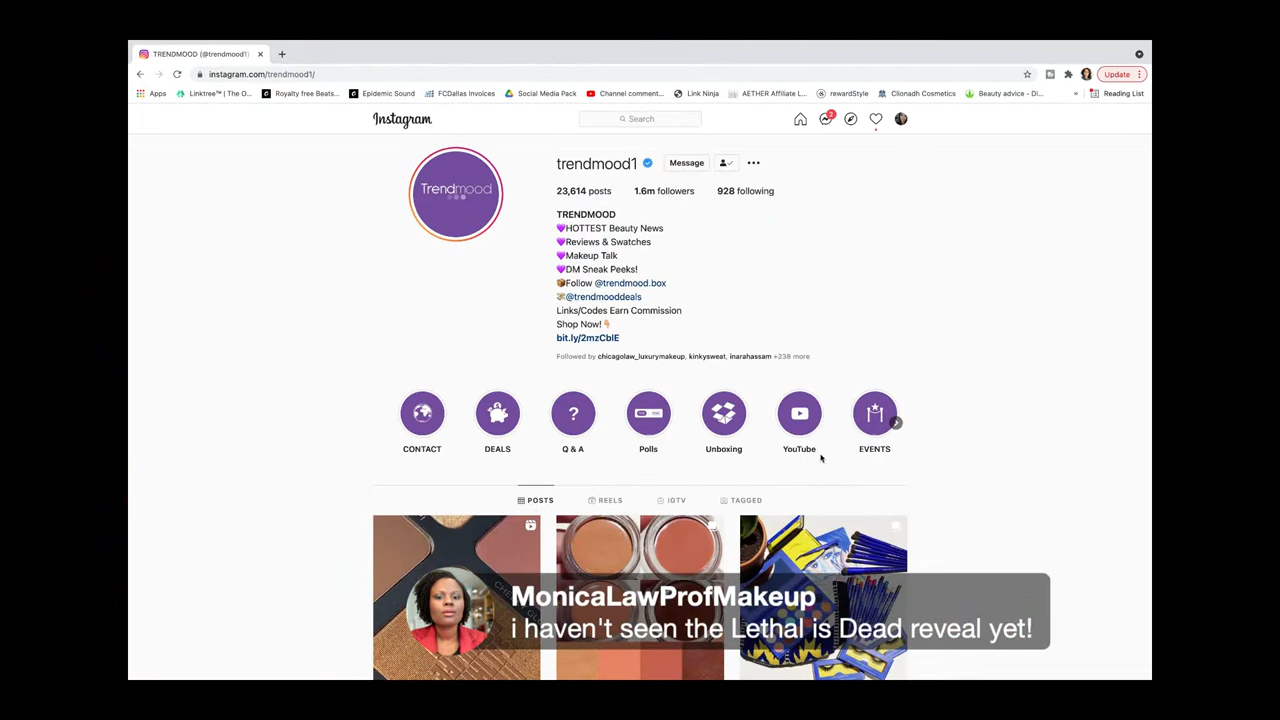 TRENDMOOD (@trendmood1)
instagram.com/trendmood1/
Update
Apps
Linktree™ | The O...
Royalty free Beats...
Epidemic Sound
FCDallas Invoices
Social Media Pack
Channel comment...
Link Ninja
AETHER Affiliate L...
rewardStyle
Clionadh Cosmetics
Beauty advice - Di...
»
Reading List
Instagram
Search
2
Trendmood
trendmood1
Message
23,614 posts 1.6m followers 928 following
TRENDMOOD
💜HOTTEST Beauty News
💜Reviews & Swatches
💜Makeup Talk
💜DM Sneak Peeks!
📦Follow @trendmood.box
💸@trendmooddeals
Links/Codes Earn Commission
Shop Now!👇🏼
bit.ly/2mzCblE
Followed by chicagolaw_luxurymakeup, kinkysweat, inarahassam +238 more
?
CONTACT
DEALS
Q & A
Polls
Unboxing
YouTube
EVENTS
POSTS
REELS
IGTV
TAGGED
MonicaLawProfMakeup
i haven't seen the Lethal is Dead reveal yet!